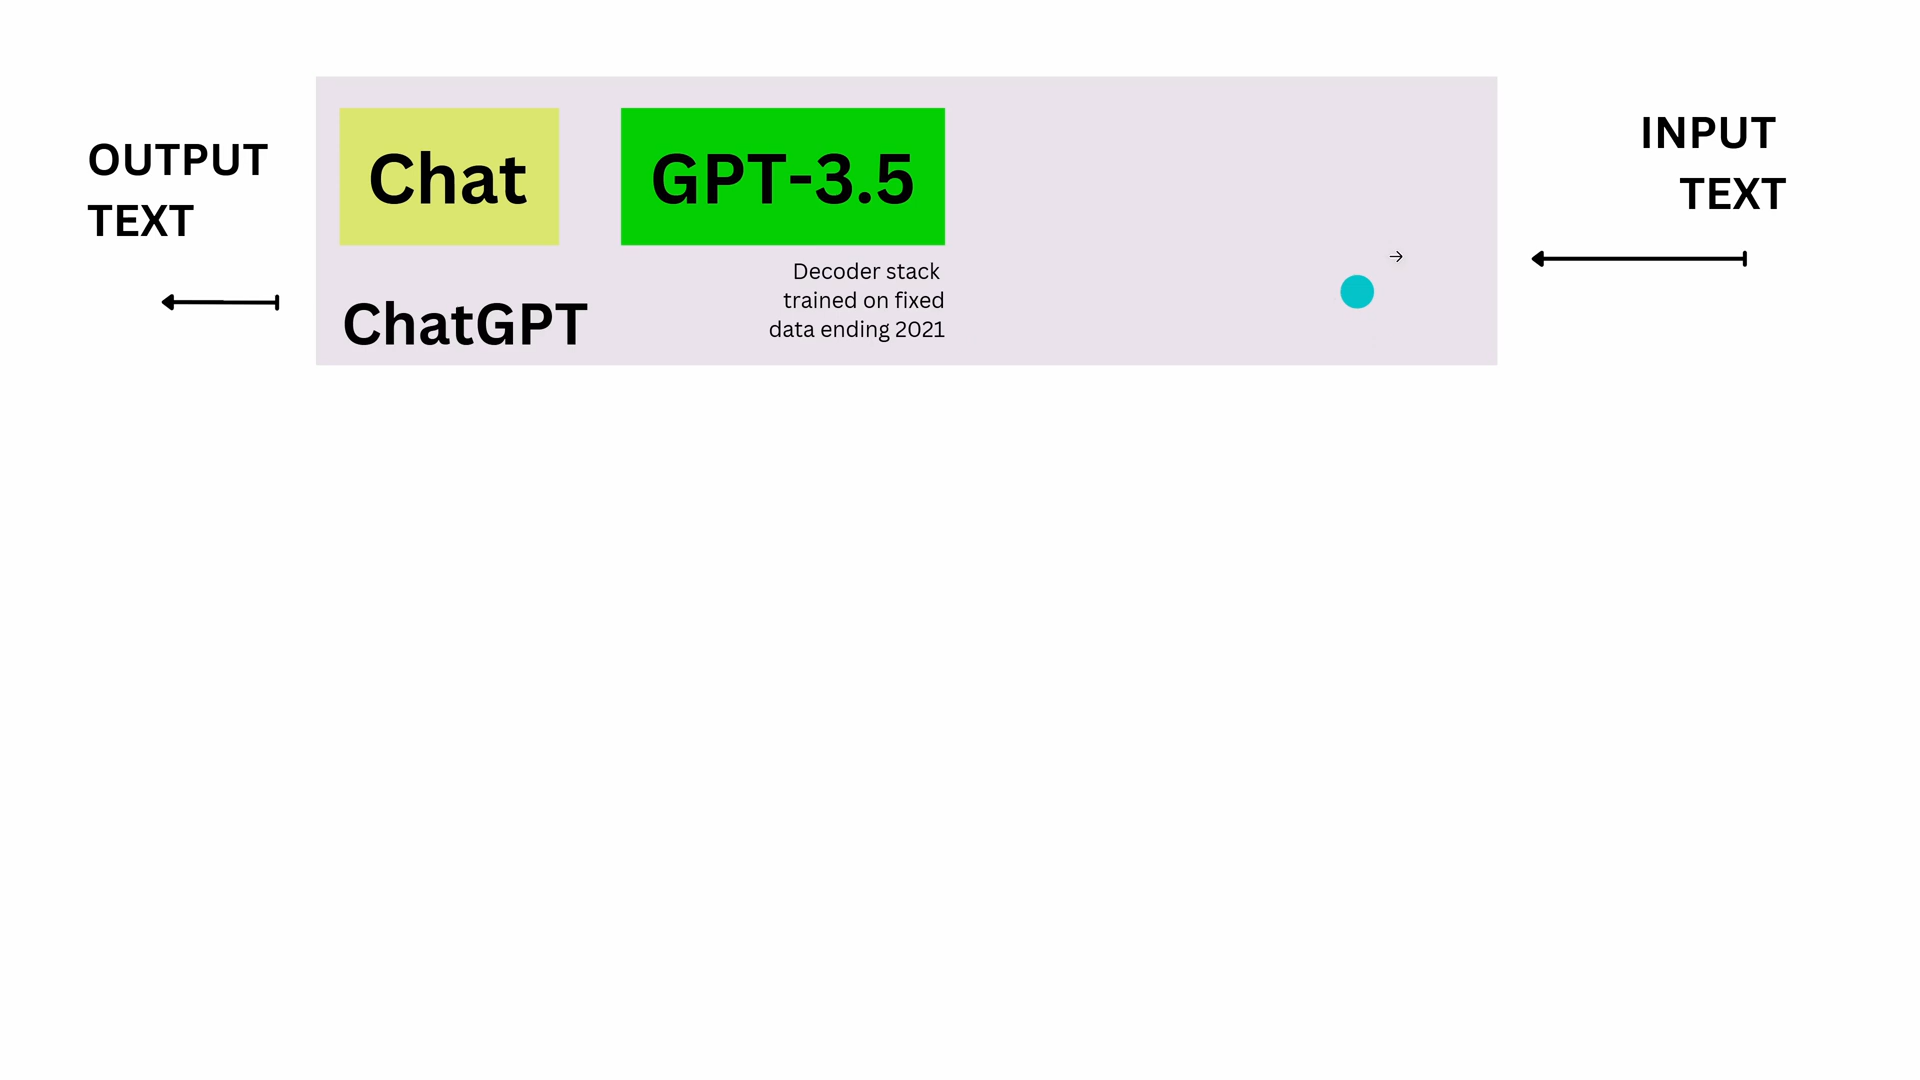 OUTPUT
TEXT
Chat
GPT-3.5
ChatGPT
Decoder stack
trained on fixed
data ending 2021
INPUT
TEXT